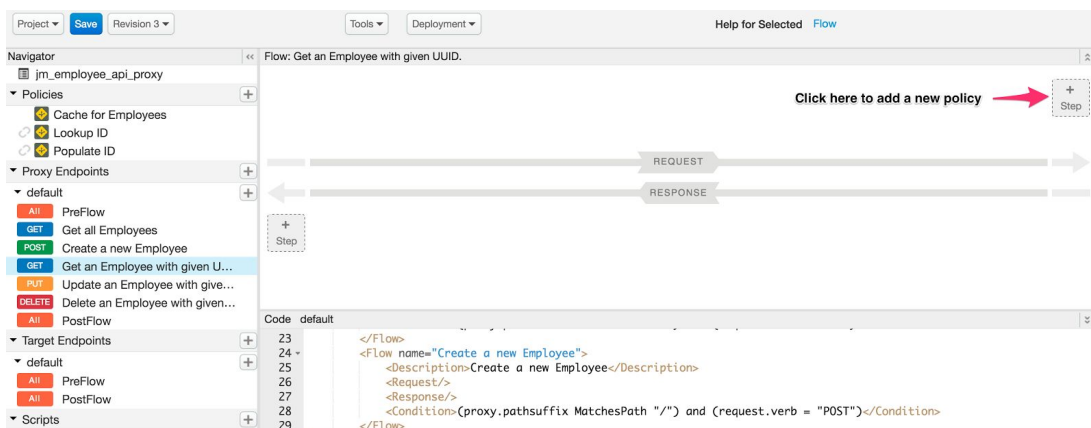 Project Save Revision 3 Tools Deployment Help for Selected Flow
Navigator
Flow: Get an Employee with given UUID.
jm_employee_api_proxy
Policies
Cache for Employees
Lookup ID
Populate ID
Proxy Endpoints
default
All PreFlow
GET Get all Employees
POST Create a new Employee
GET Get an Employee with given U...
PUT Update an Employee with give...
DELETE Delete an Employee with given...
All PostFlow
Target Endpoints
default
All PreFlow
All PostFlow
Scripts
Click here to add a new policy
+
Step
REQUEST
RESPONSE
+
Step
Code default
23 </Flow>
24 <Flow name="Create a new Employee">
25 <Description>Create a new Employee</Description>
26 <Request/>
27 <Response/>
28 <Condition>(proxy.pathsuffix MatchesPath "/") and (request.verb = "POST")</Condition>
29 </Flow>